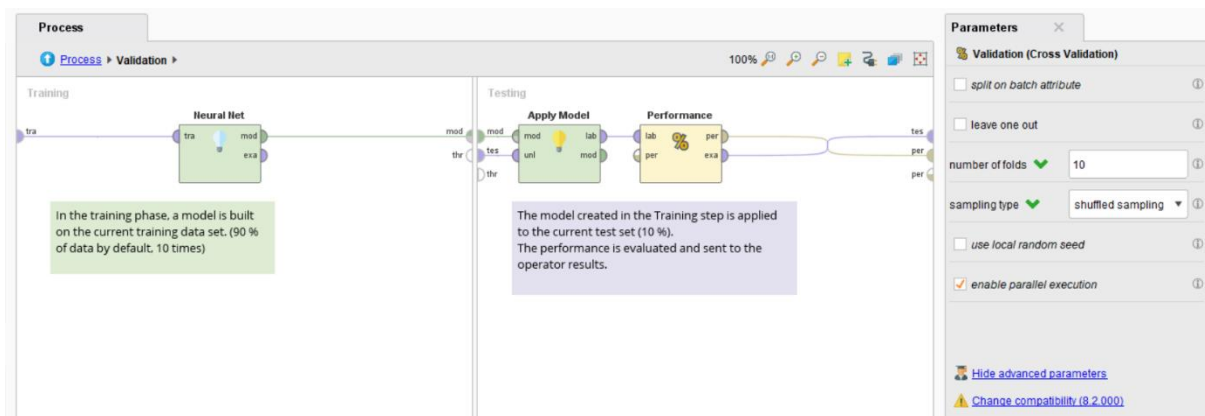 Process
Process ▸ Validation ▸
100%
Training
Testing
Neural Net
tra
tra
mod
exa
mod
thr
Apply Model
Performance
mod
tes
thr
mod
unl
lab
mod
lab
per
per
exa
tes
per
per
In the training phase, a model is built
on the current training data set. (90 %
of data by default, 10 times)
The model created in the Training step is applied
to the current test set (10 %).
The performance is evaluated and sent to the
operator results.
Parameters
Validation (Cross Validation)
split on batch attribute
leave one out
number of folds 10
sampling type shuffled sampling
use local random seed
enable parallel execution
Hide advanced parameters
Change compatibility (8.2.000)